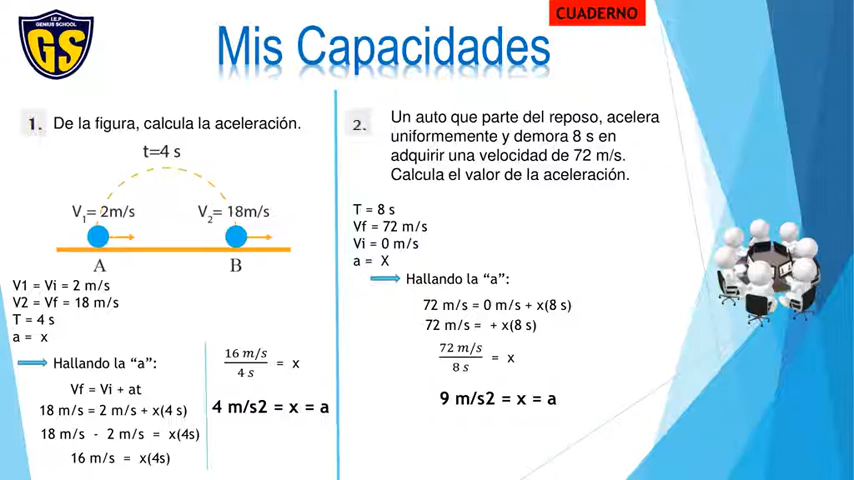 CUADERNO
I.E.P
GENIUS SCHOOL
GS
Mis Capacidades
1. De la figura, calcula la aceleración.
t=4 s
V1= 2m/s V2= 18m/s
A B
V1 = Vi = 2 m/s
V2 = Vf = 18 m/s
T = 4 s
a = x
Hallando la “a”:
Vf = Vi + at
18 m/s = 2 m/s + x(4 s)
18 m/s - 2 m/s = x(4s)
16 m/s = x(4s)
16 m/s
4 s
= x
4 m/s2 = x = a
2. Un auto que parte del reposo, acelera
uniformemente y demora 8 s en
adquirir una velocidad de 72 m/s.
Calcula el valor de la aceleración.
T = 8 s
Vf = 72 m/s
Vi = 0 m/s
a = X
Hallando la “a”:
72 m/s = 0 m/s + x(8 s)
72 m/s = + x(8 s)
72 m/s
8 s
= x
9 m/s2 = x = a